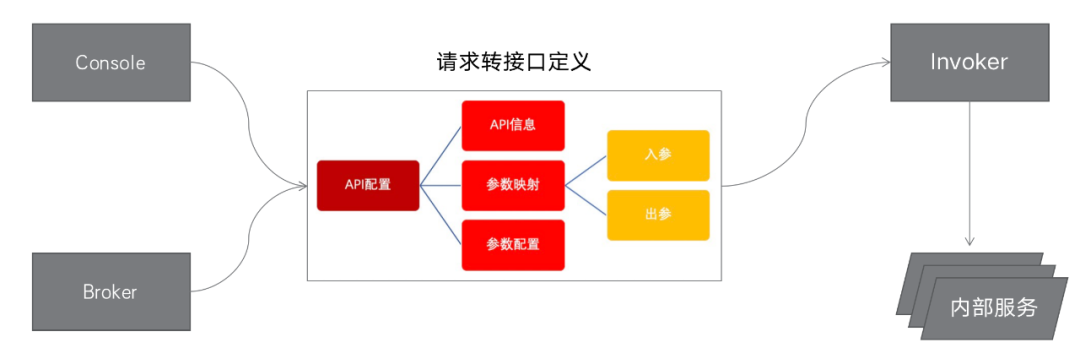 Console
请求转接口定义
Invoker
API信息
入参
API配置
参数映射
出参
参数配置
Broker
内部服务